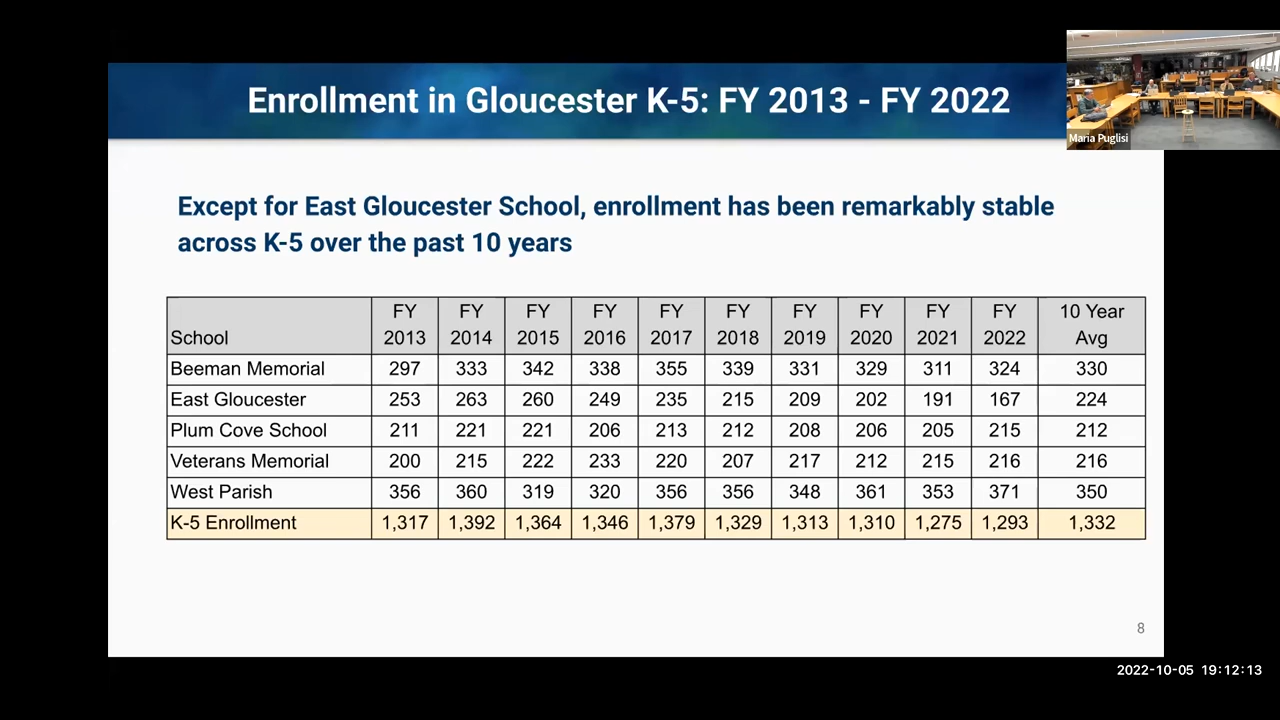 Enrollment in Gloucester K-5: FY 2013 - FY 2022
Maria Puglisi
Except for East Gloucester School, enrollment has been remarkably stable
across K-5 over the past 10 years
School FY 2013 FY 2014 FY 2015 FY 2016 FY 2017 FY 2018 FY 2019 FY 2020 FY 2021 FY 2022 10 Year Avg
Beeman Memorial 297 333 342 338 355 339 331 329 311 324 330
East Gloucester 253 263 260 249 235 215 209 202 191 167 224
Plum Cove School 211 221 221 206 213 212 208 206 205 215 212
Veterans Memorial 200 215 222 233 220 207 217 212 215 216 216
West Parish 356 360 319 320 356 356 348 361 353 371 350
K-5 Enrollment 1,317 1,392 1,364 1,346 1,379 1,329 1,313 1,310 1,275 1,293 1,332
8
2022-10-05 19:12:13